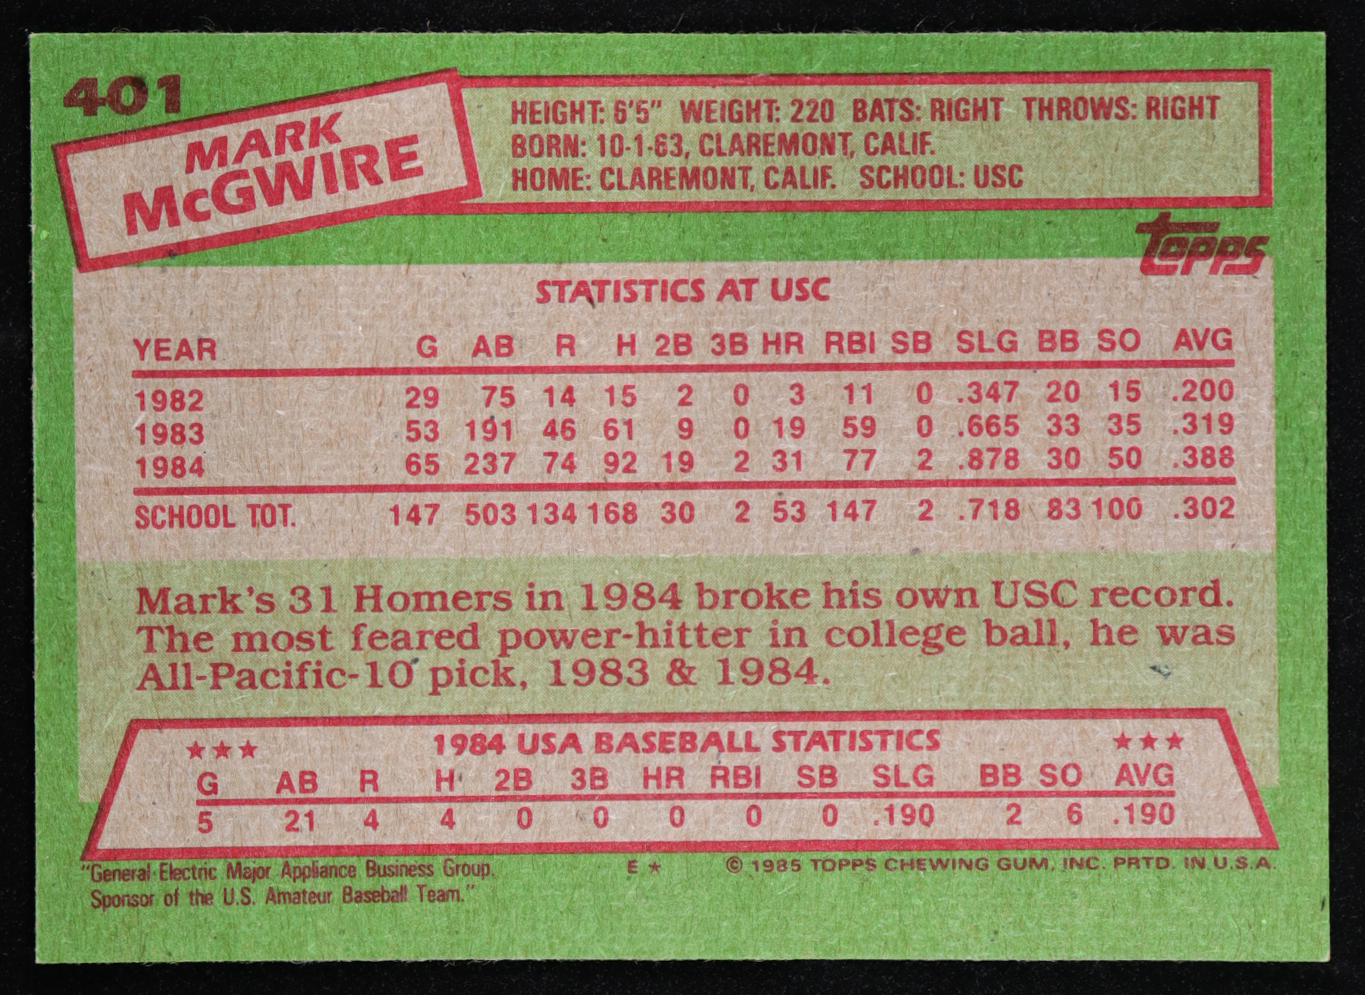 401
MARK
McGWIRE
HEIGHT: 6'5" WEIGHT: 220 BATS: RIGHT THROWS: RIGHT
BORN: 10-1-63, CLAREMONT, CALIF.
HOME: CLAREMONT, CALIF. SCHOOL: USC
topps
STATISTICS AT USC
YEAR G AB R H 2B 3B HR RBI SB SLG BB SO AVG
1982 29 75 14 15 2 0 3 11 0 .347 20 15 .200
1983 53 191 46 61 9 0 19 59 0 .665 33 35 .319
1984 65 237 74 92 19 2 31 77 2 .878 30 50 .388
SCHOOL TOT. 147 503 134 168 30 2 53 147 2 .718 83 100 .302
Mark's 31 Homers in 1984 broke his own USC record.
The most feared power-hitter in college ball, he was
All-Pacific-10 pick, 1983 & 1984.
★★★ 1984 USA BASEBALL STATISTICS ★★★
G AB R H 2B 3B HR RBI SB SLG BB SO AVG
5 21 4 4 0 0 0 0 0 .190 2 6 .190
"General Electric Major Appliance Business Group,
Sponsor of the U.S. Amateur Baseball Team."
E ★ © 1985 TOPPS CHEWING GUM, INC. PRTD. IN U.S.A.